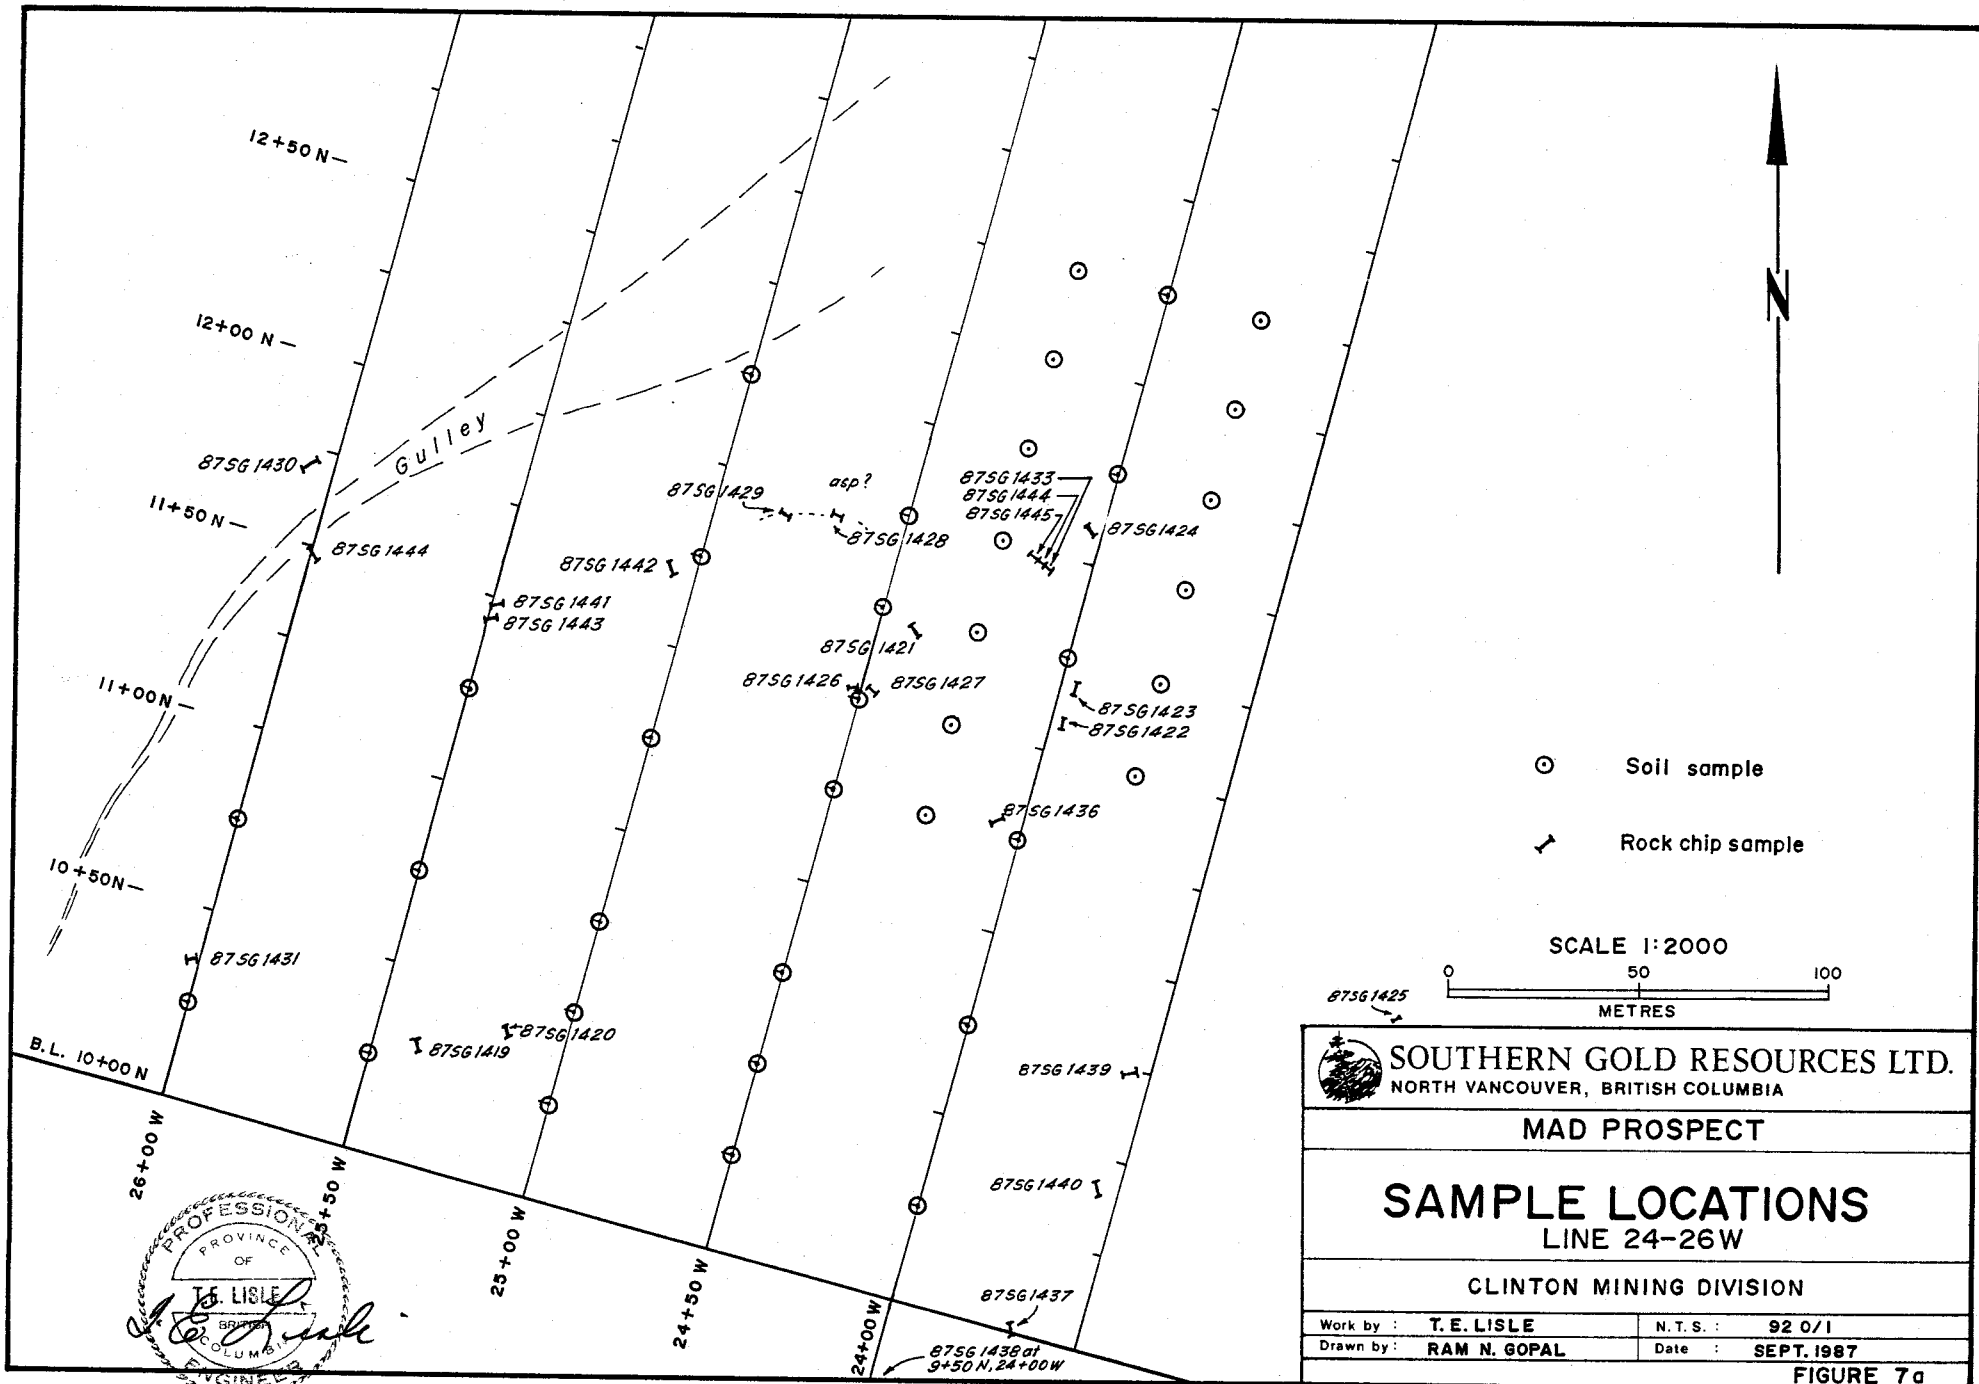 12+50 N
12+00 N
Gulley
87SG1430
11+50 N
87SG1444
87SG1429
asp?
87SG1428
87SG1433
87SG1444
87SG1445
87SG1424
87SG1442
87SG1441
87SG1443
87SG1421
87SG1426
87SG1427
11+00N
87SG1423
87SG1422
87SG1436
10+50N
87SG1431
87SG1419
87SG1420
B.L. 10+00 N
87SG1439
87SG1440
87SG1437
87SG1438 at
9+50 N, 24+00W
87SG1425
26+00 W
25+50 W
25+00 W
24+50 W
24+00W
N
Soil sample
Rock chip sample
SCALE 1:2000
0 50 100
METRES
SOUTHERN GOLD RESOURCES LTD.
NORTH VANCOUVER, BRITISH COLUMBIA
MAD PROSPECT
SAMPLE LOCATIONS
LINE 24-26W
CLINTON MINING DIVISION
Work by : T. E. LISLE N.T.S. : 92 O/1
Drawn by : RAM N. GOPAL Date : SEPT. 1987
FIGURE 7a
PROFESSIONAL
PROVINCE
OF
T.E. LISLE
BRITISH
COLUMBIA
ENGINEER
T E Lisle